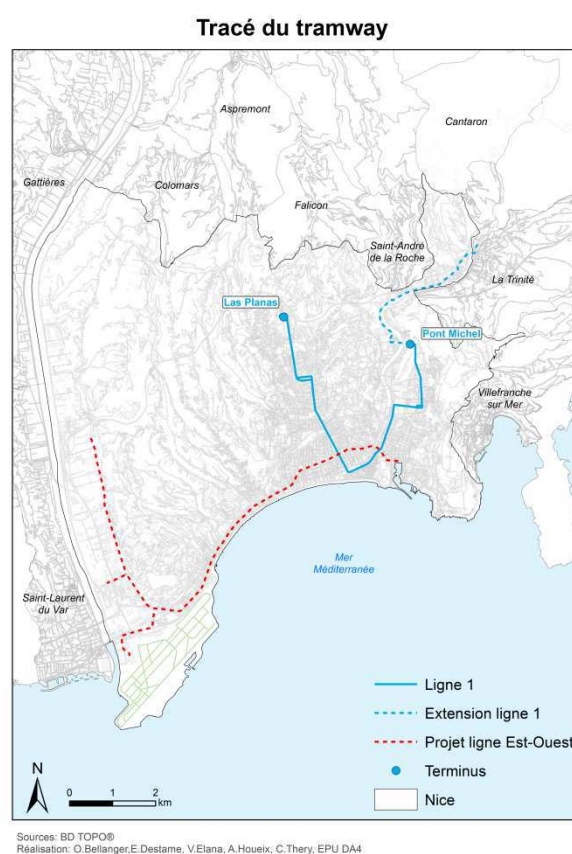 Tracé du tramway
Aspremont
Cantaron
Gattières
Colomars
Falicon
Saint-André
de la Roche
La Trinité
Las Planas
Pont Michel
Villefranche
sur Mer
Mer
Méditerranée
Saint-Laurent
du Var
Ligne 1
Extension ligne 1
Projet ligne Est-Ouest
Terminus
Nice
N
0 1 2
km
Sources: BD TOPO®
Réalisation: O.Bellanger,E.Destame, V.Elana, A.Houeix, C.Thery, EPU DA4